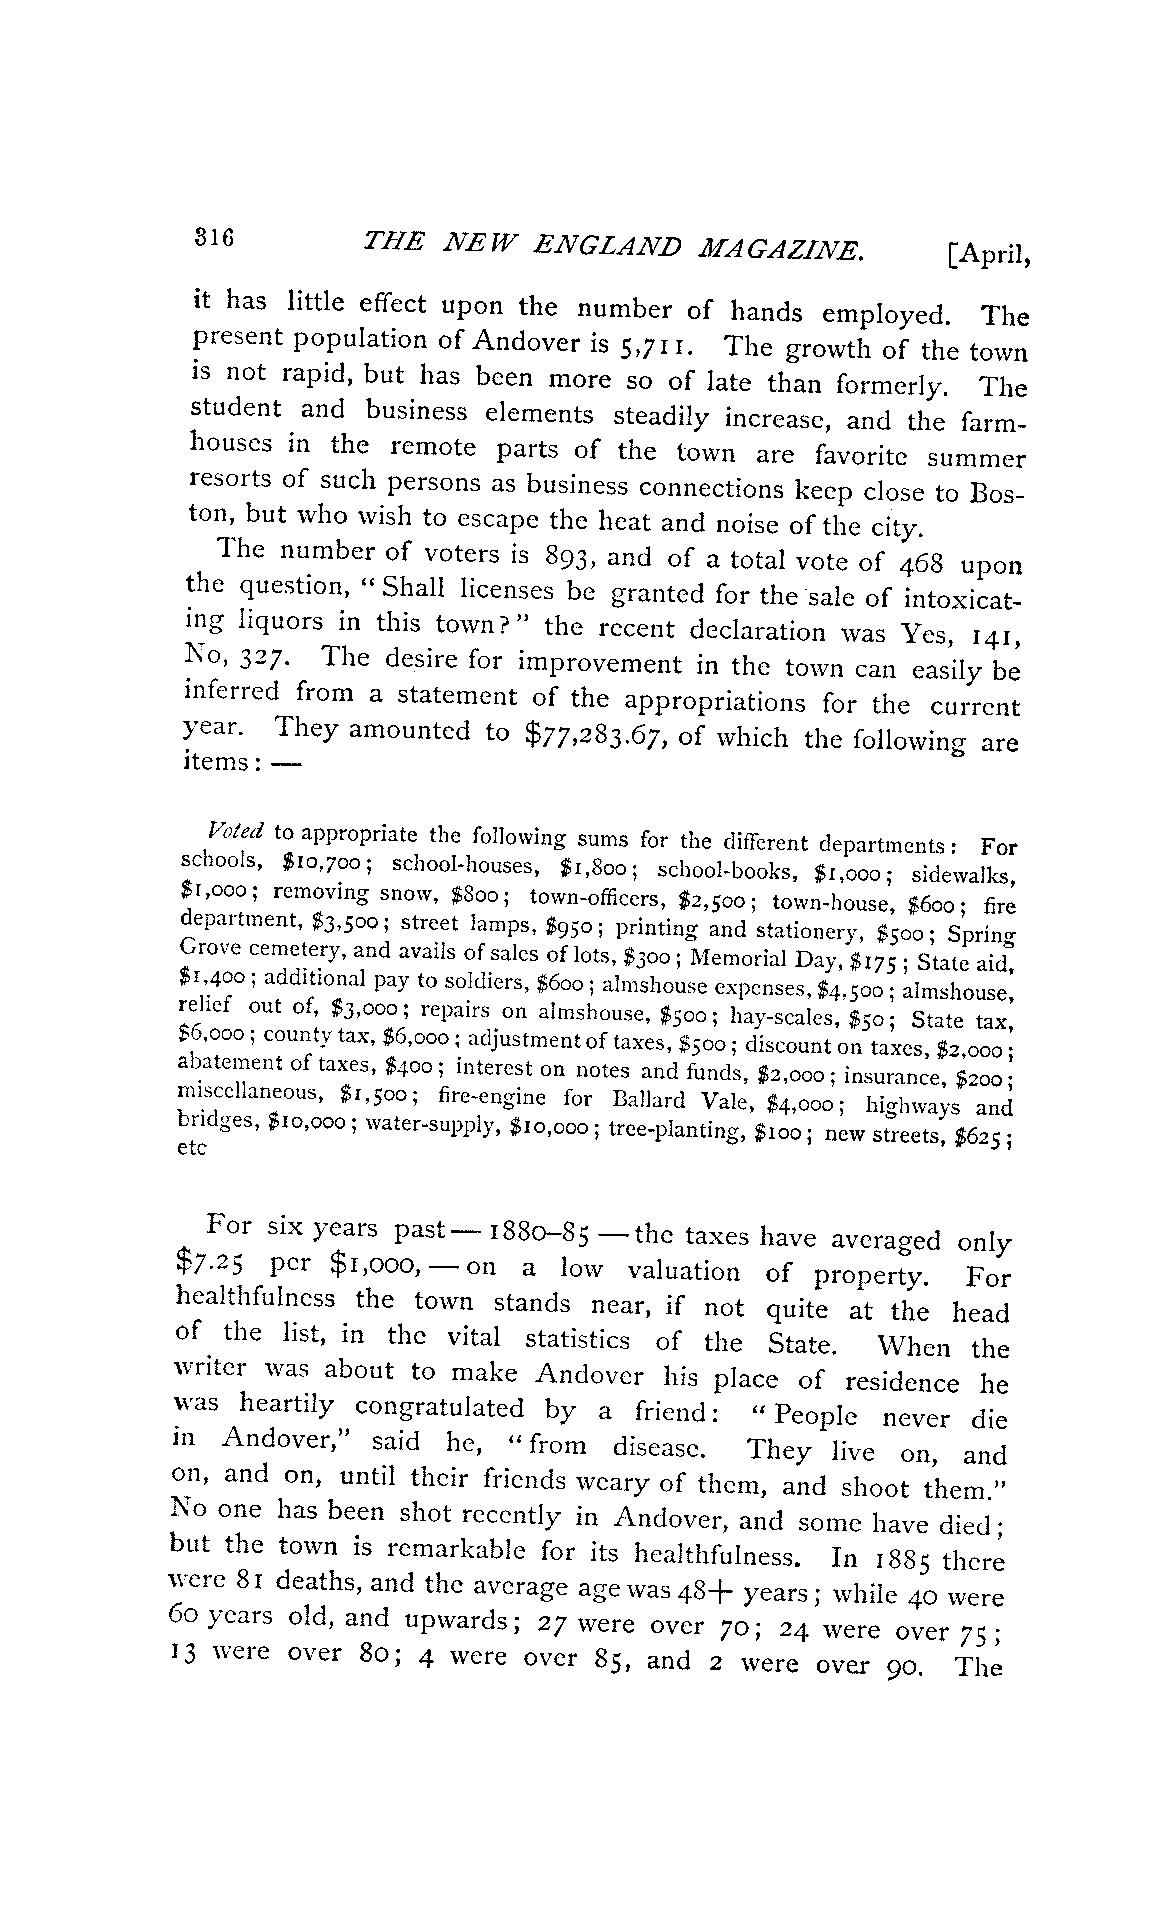 316 THE NEW ENGLAND MAGAZINE. [April,
it has little effect upon the number of hands employed. The
present population of Andover is 5,711. The growth of the town
is not rapid, but has been more so of late than formerly. The
student and business elements steadily increase, and the farm-
houses in the remote parts of the town are favorite summer
resorts of such persons as business connections keep close to Bos-
ton, but who wish to escape the heat and noise of the city.
The number of voters is 893, and of a total vote of 468 upon
the question, "Shall licenses be granted for the sale of intoxicat-
ing liquors in this town?" the recent declaration was Yes, 141,
No, 327. The desire for improvement in the town can easily be
inferred from a statement of the appropriations for the current
year. They amounted to $77,283.67, of which the following are
items: —
Voted to appropriate the following sums for the different departments: For
schools, $10,700; school-houses, $1,800; school-books, $1,000; sidewalks,
$1,000; removing snow, $800; town-officers, $2,500; town-house, $600; fire
department, $3,500; street lamps, $950; printing and stationery, $500; Spring
Grove cemetery, and avails of sales of lots, $300; Memorial Day, $175; State aid,
$1,400; additional pay to soldiers, $600; almshouse expenses, $4,500; almshouse,
relief out of, $3,000; repairs on almshouse, $500; hay-scales, $50; State tax,
$6,000; county tax, $6,000; adjustment of taxes, $500; discount on taxes, $2,000;
abatement of taxes, $400; interest on notes and funds, $2,000; insurance, $200;
miscellaneous, $1,500; fire-engine for Ballard Vale, $4,000; highways and
bridges, $10,000; water-supply, $10,000; tree-planting, $100; new streets, $625;
etc
For six years past — 1880–85 — the taxes have averaged only
$7.25 per $1,000, — on a low valuation of property. For
healthfulness the town stands near, if not quite at the head
of the list, in the vital statistics of the State. When the
writer was about to make Andover his place of residence he
was heartily congratulated by a friend: "People never die
in Andover," said he, "from disease. They live on, and
on, and on, until their friends weary of them, and shoot them."
No one has been shot recently in Andover, and some have died;
but the town is remarkable for its healthfulness. In 1885 there
were 81 deaths, and the average age was 48+ years; while 40 were
60 years old, and upwards; 27 were over 70; 24 were over 75;
13 were over 80; 4 were over 85, and 2 were over 90. The